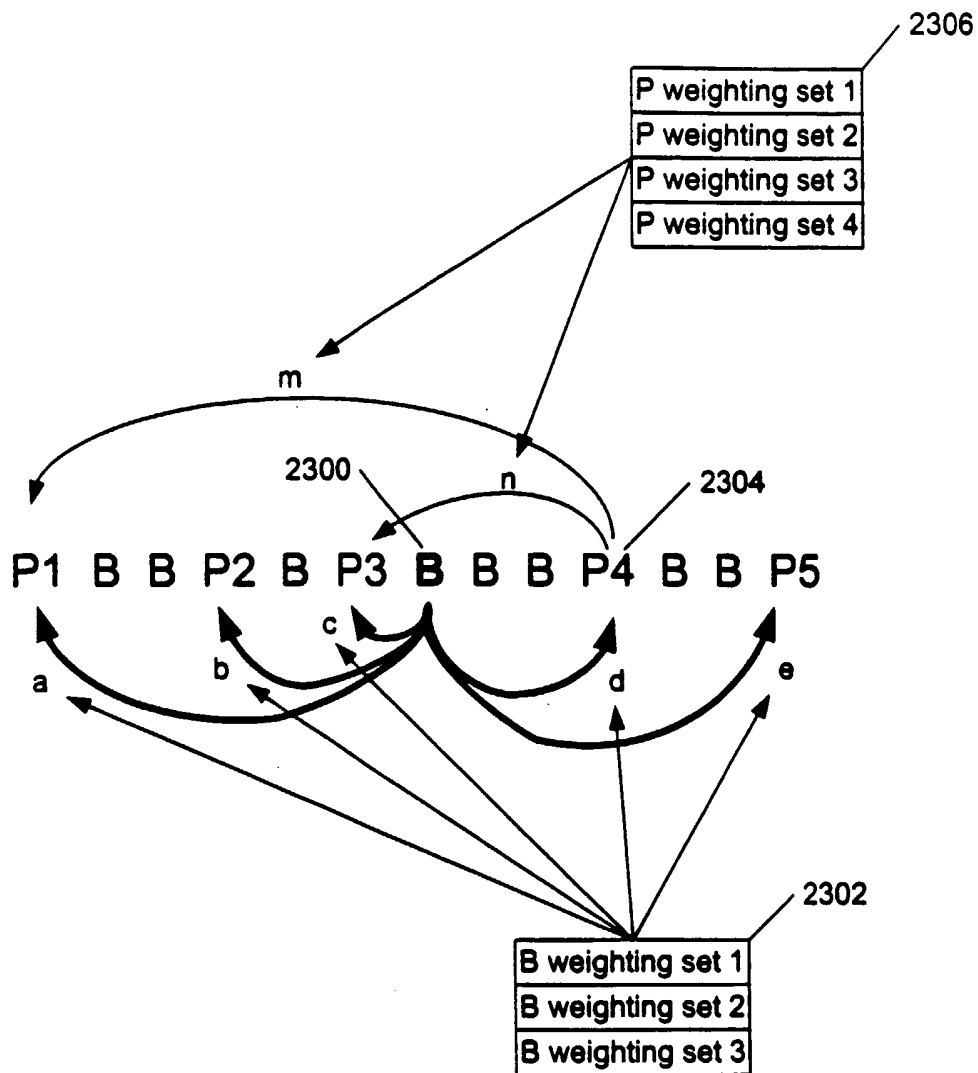 2306
P weighting set 1
P weighting set 2
P weighting set 3
P weighting set 4
m
2300
n
2304
P1 B B P2 B P3 B B B P4 B B P5
c
a
b
d
e
2302
B weighting set 1
B weighting set 2
B weighting set 3